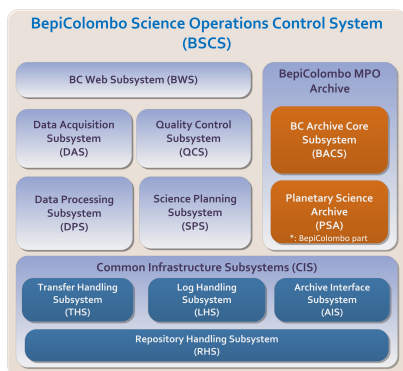 BepiColombo Science Operations Control System
(BSCS)
BC Web Subsystem (BWS)
BepiColombo MPO
Archive
Data Acquisition
Subsystem
(DAS)
Quality Control
Subsystem
(QCS)
BC Archive Core
Subsystem
(BACS)
Data Processing
Subsystem
(DPS)
Science Planning
Subsystem
(SPS)
Planetary Science
Archive
(PSA)
*: BepiColombo part
Common Infrastructure Subsystems (CIS)
Transfer Handling
Subsystem
(THS)
Log Handling
Subsystem
(LHS)
Archive Interface
Subsystem
(AIS)
Repository Handling Subsystem
(RHS)